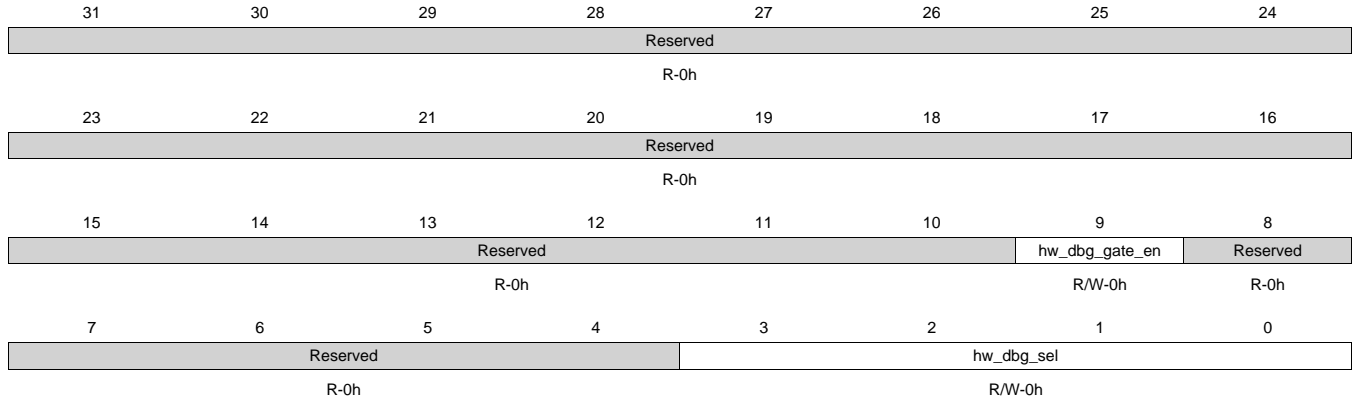 31 30 29 28 27 26 25 24
Reserved
R-0h
23 22 21 20 19 18 17 16
Reserved
R-0h
15 14 13 12 11 10 9 8
Reserved hw_dbg_gate_en Reserved
R-0h R/W-0h R-0h
7 6 5 4 3 2 1 0
Reserved hw_dbg_sel
R-0h R/W-0h